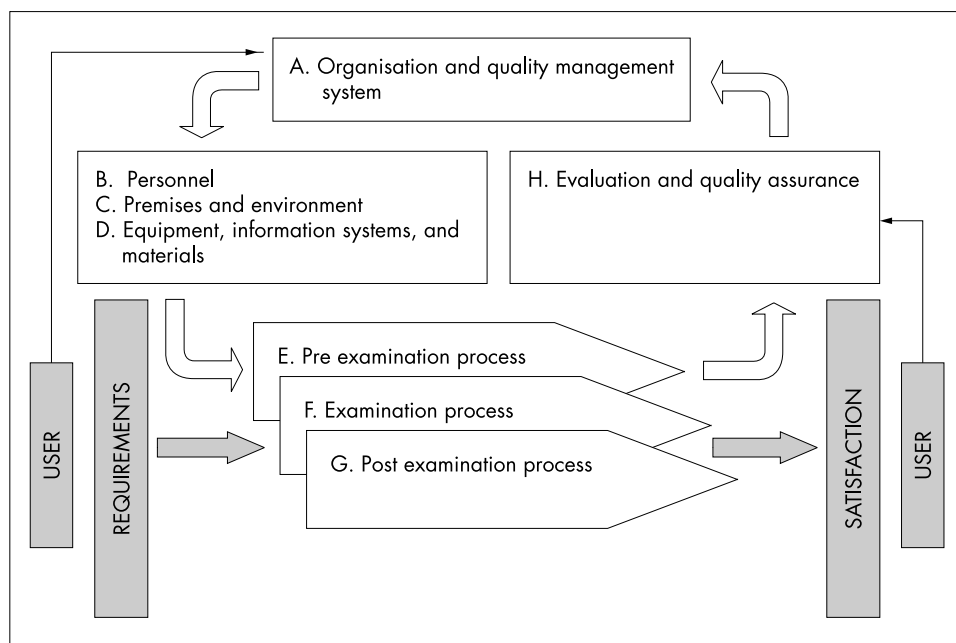 A. Organisation and quality management
system
B. Personnel
C. Premises and environment
D. Equipment, information systems, and
materials
H. Evaluation and quality assurance
USER
REQUIREMENTS
E. Pre examination process
F. Examination process
G. Post examination process
SATISFACTION
USER